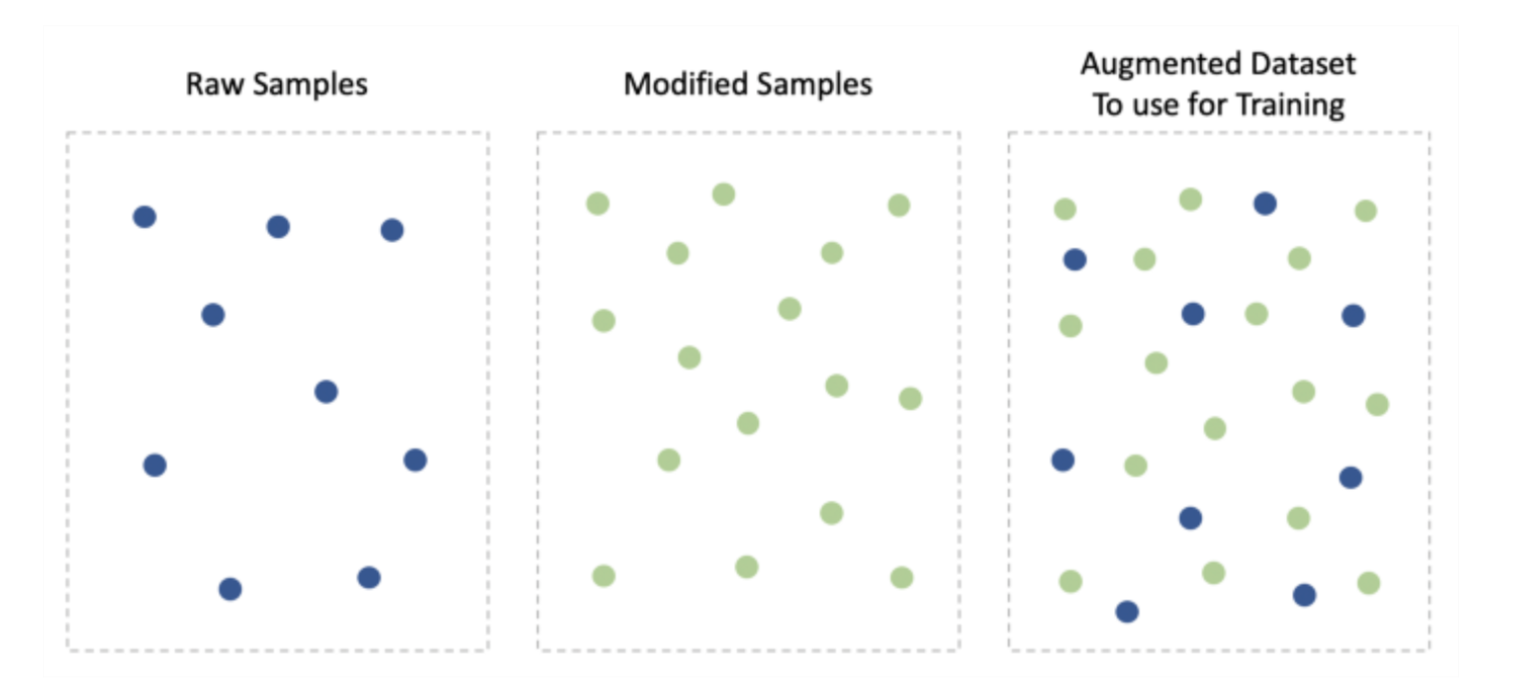 Raw Samples
Modified Samples
Augmented Dataset
To use for Training